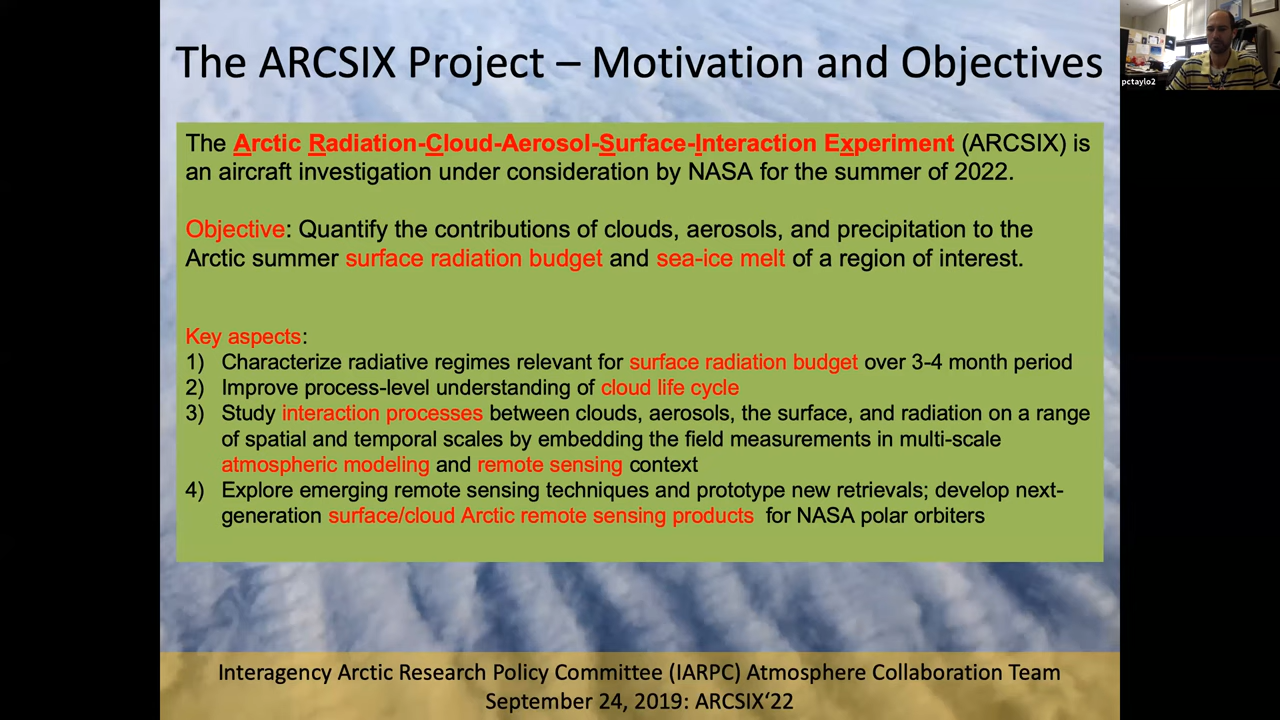 The ARCSIX Project – Motivation and Objectives
pctaylo2
The Arctic Radiation-Cloud-Aerosol-Surface-Interaction Experiment (ARCSIX) is
an aircraft investigation under consideration by NASA for the summer of 2022.
Objective: Quantify the contributions of clouds, aerosols, and precipitation to the
Arctic summer surface radiation budget and sea-ice melt of a region of interest.
Key aspects:
1) Characterize radiative regimes relevant for surface radiation budget over 3-4 month period
2) Improve process-level understanding of cloud life cycle
3) Study interaction processes between clouds, aerosols, the surface, and radiation on a range
of spatial and temporal scales by embedding the field measurements in multi-scale
atmospheric modeling and remote sensing context
4) Explore emerging remote sensing techniques and prototype new retrievals; develop next-
generation surface/cloud Arctic remote sensing products for NASA polar orbiters
Interagency Arctic Research Policy Committee (IARPC) Atmosphere Collaboration Team
September 24, 2019: ARCSIX‘22